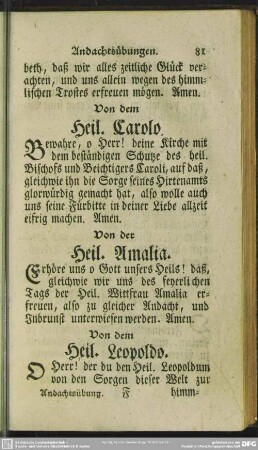 Andachtsübungen. 81
beth, daß wir alles zeitliche Glück ver-
achten, und uns allein wegen des himm-
lischen Trostes erfreuen mögen. Amen.
Von dem
Heil. Carolo.
Bewahre, o Herr! deine Kirche mit
dem beständigen Schutze des heil.
Bischofs und Beichtigers Caroli, auf daß,
gleichwie ihn die Sorge seines Hirtenamts
glorwürdig gemacht hat, also wolle auch
uns seine Fürbitte in deiner Liebe allzeit
eifrig machen. Amen.
Von der
Heil. Amalia.
Erhöre uns o Gott unsers Heils! daß,
gleichwie wir uns des feyerlichen
Tags der Heil. Wittfrau Amalia er-
freuen, also zu gleicher Andacht, und
Inbrunst unterwiesen werden. Amen.
Von dem
Heil. Leopoldo.
O Herr! der du den Heil. Leopoldum
von den Sorgen dieser Welt zur
Andachtsübung. F himm-